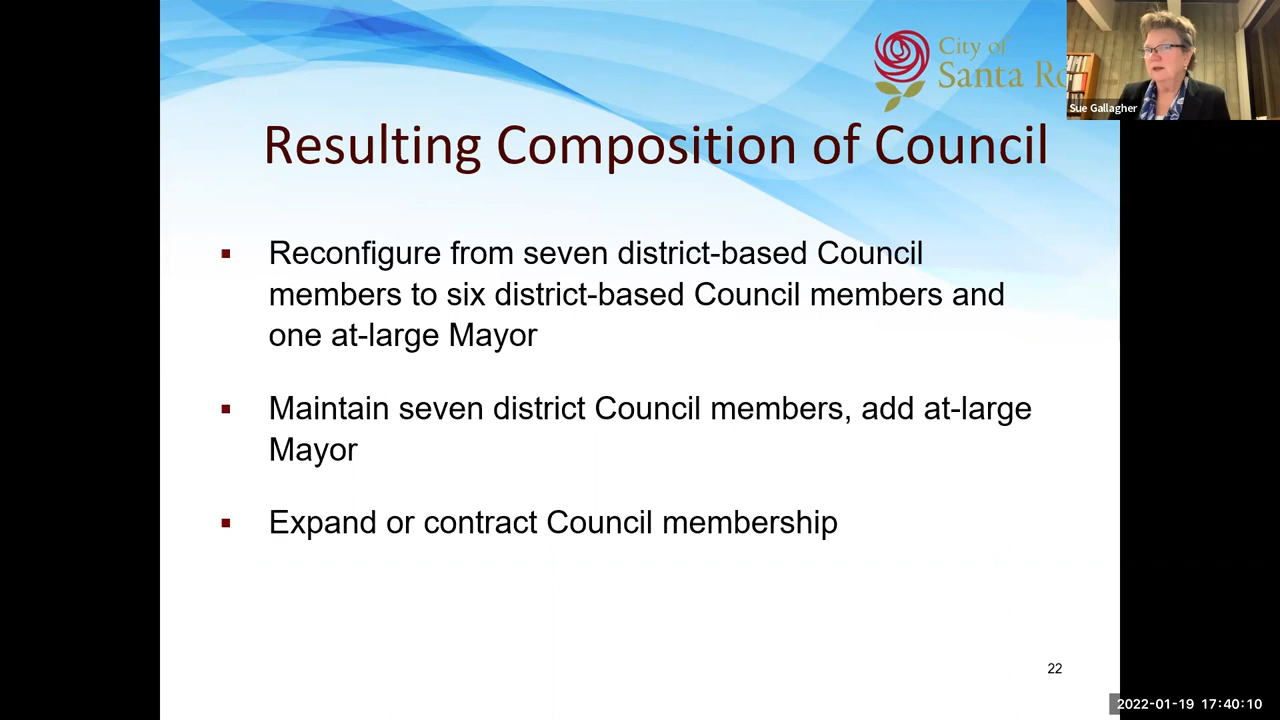 City of
Santa
Sue Gallagher
Resulting Composition of Council
▪ Reconfigure from seven district-based Council
members to six district-based Council members and
one at-large Mayor
▪ Maintain seven district Council members, add at-large
Mayor
▪ Expand or contract Council membership
22
2022-01-19 17:40:10